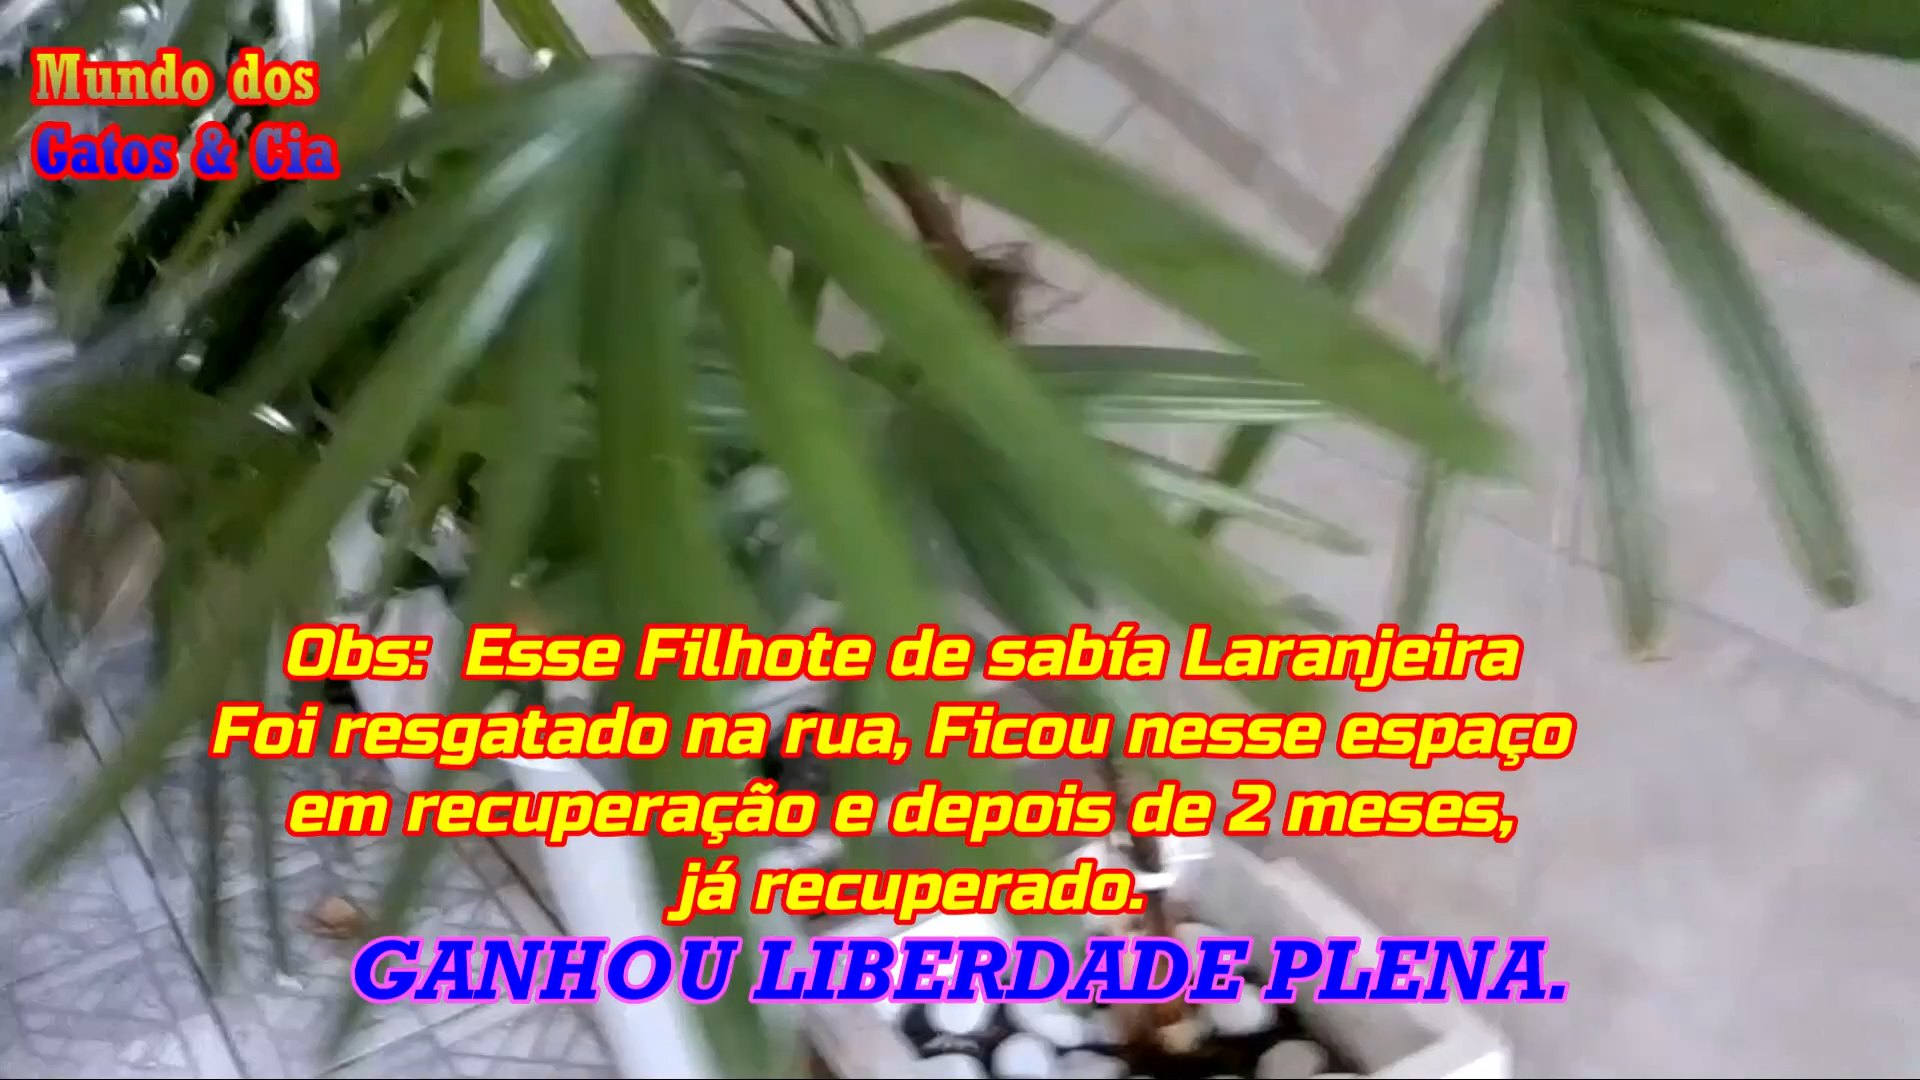 Mundo dos
Gatos & Cia
Obs: Esse Filhote de sabía Laranjeira
Foi resgatado na rua, Ficou nesse espaço
em recuperação e depois de 2 meses,
já recuperado.
GANHOU LIBERDADE PLENA.